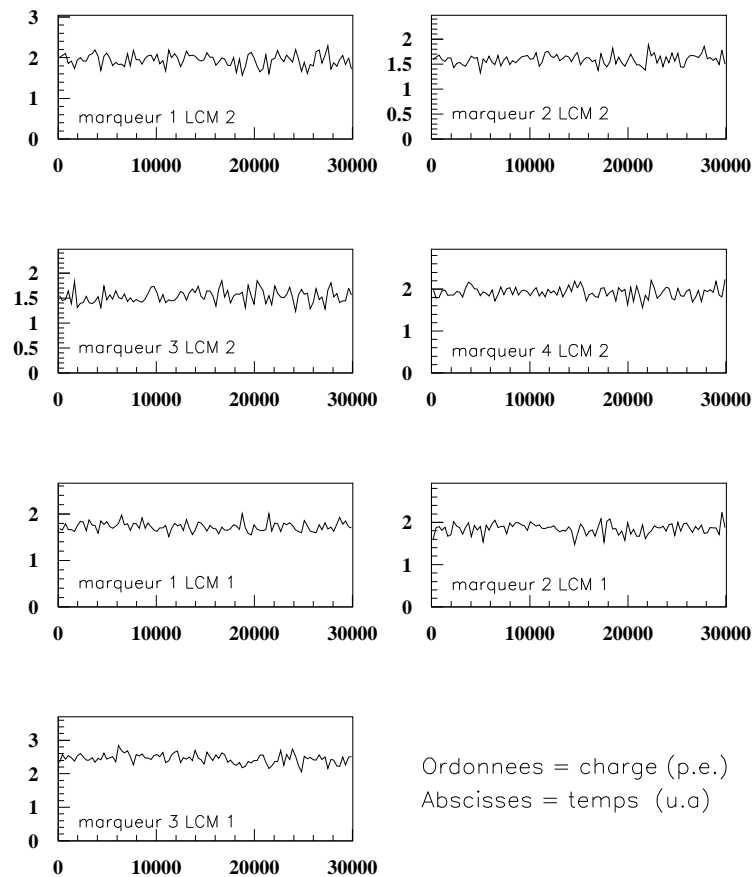 3
2
1
0
marqueur 1 LCM 2
0 10000 20000 30000
2
1.5
1
0.5
0
marqueur 2 LCM 2
0 10000 20000 30000
2
1.5
1
0.5
0
marqueur 3 LCM 2
0 10000 20000 30000
2
1
0
marqueur 4 LCM 2
0 10000 20000 30000
2
1
0
marqueur 1 LCM 1
0 10000 20000 30000
2
1
0
marqueur 2 LCM 1
0 10000 20000 30000
3
2
1
0
marqueur 3 LCM 1
0 10000 20000 30000
Ordonnees = charge (p.e.)
Abscisses = temps (u.a)